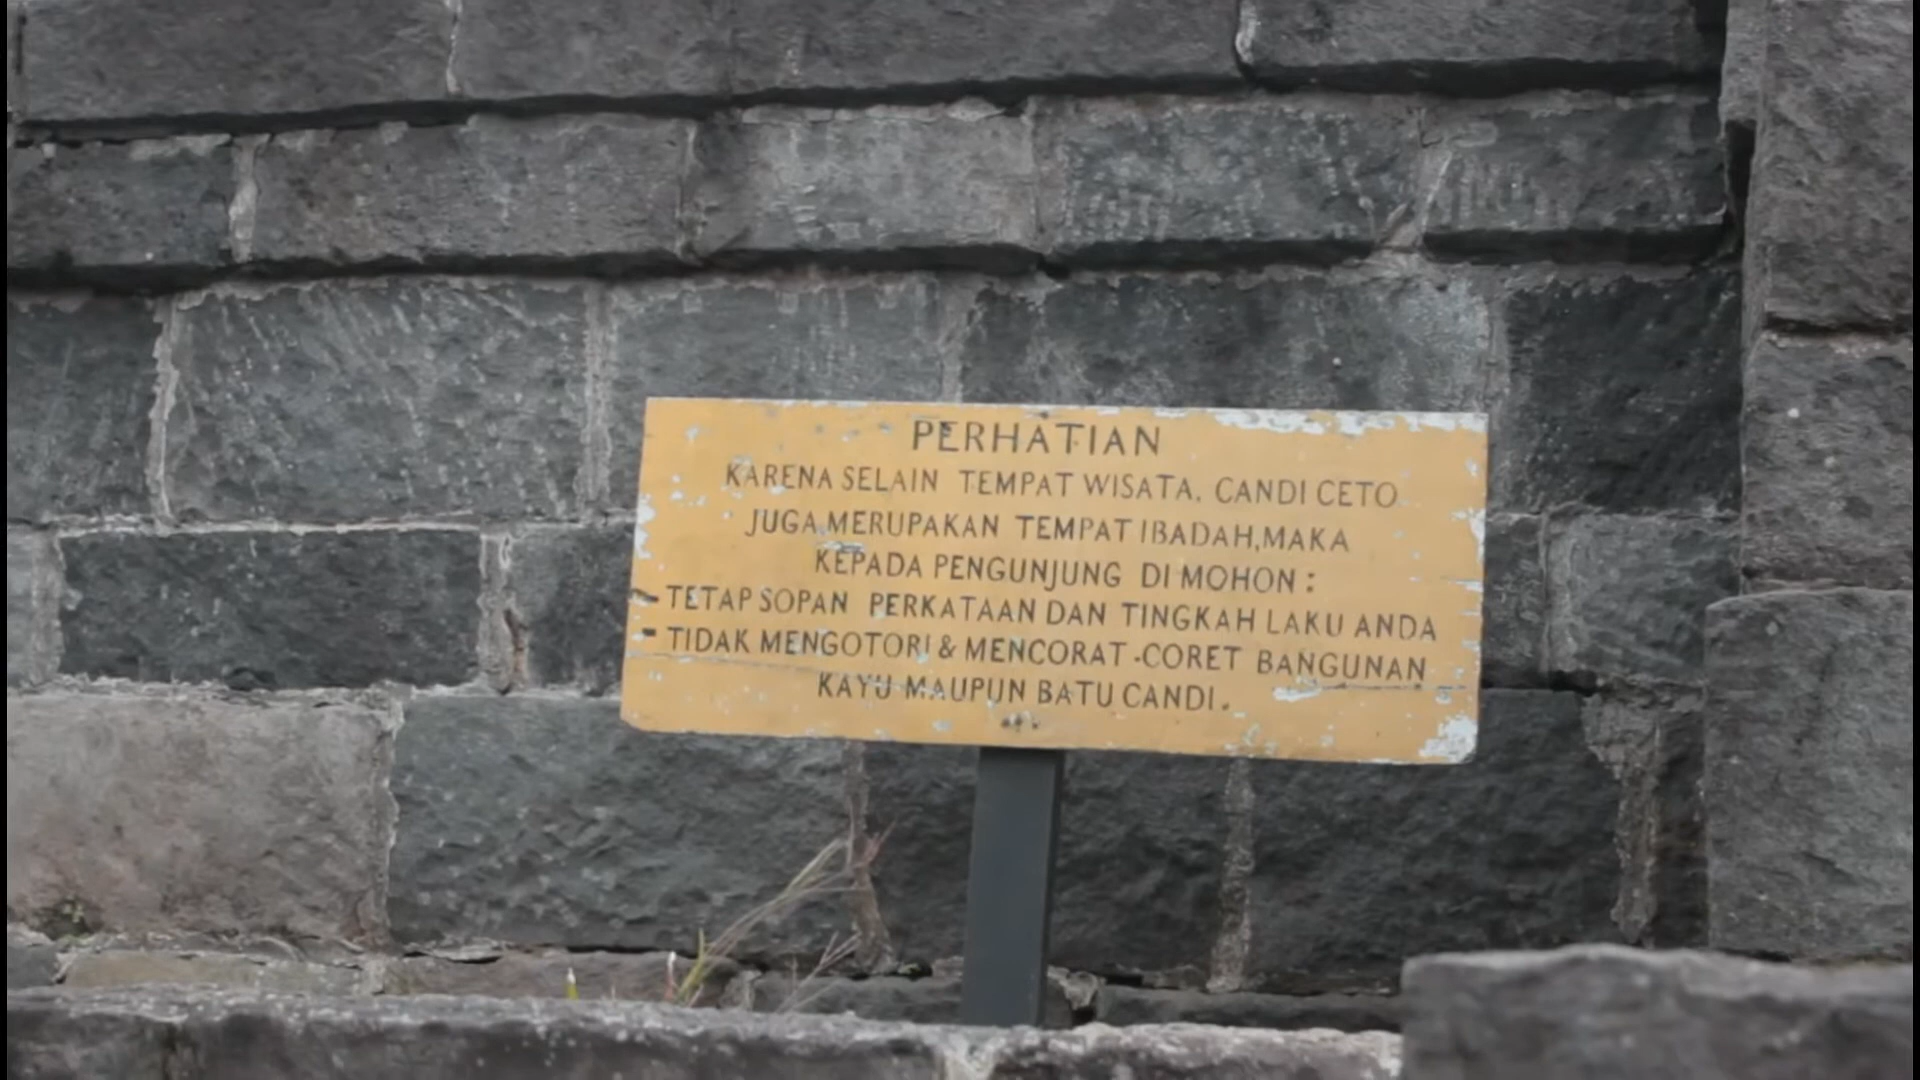 PERHATIAN
KARENA SELAIN TEMPAT WISATA. CANDI CETO
JUGA MERUPAKAN TEMPAT IBADAH,MAKA
KEPADA PENGUNJUNG DI MOHON :
- TETAP SOPAN PERKATAAN DAN TINGKAH LAKU ANDA
- TIDAK MENGOTORI & MENCORAT-CORET BANGUNAN
KAYU MAUPUN BATU CANDI.